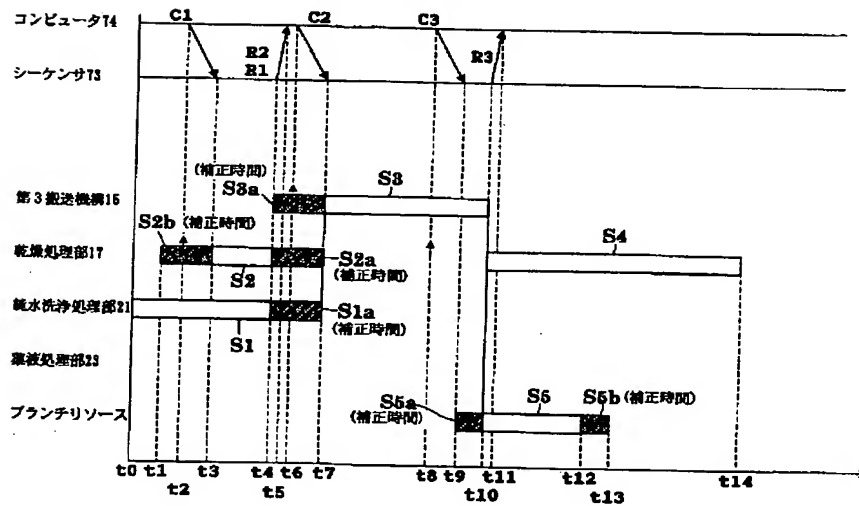 コンピュータ74
C1
C2
C3
R2
R1
R3
シーケンサ73
(補正時間)
S3a
S3
第3搬送機構15
S2b (補正時間)
S4
乾燥処理部17
S2
S2a
(補正時間)
純水洗浄処理部21
S1a
(補正時間)
S1
薬液処理部23
S5a
(補正時間)
S5
S5b (補正時間)
ブランチリソース
t0 t1 t3 t4 t6 t7 t8 t9 t11 t12 t14
t2 t5 t10 t13